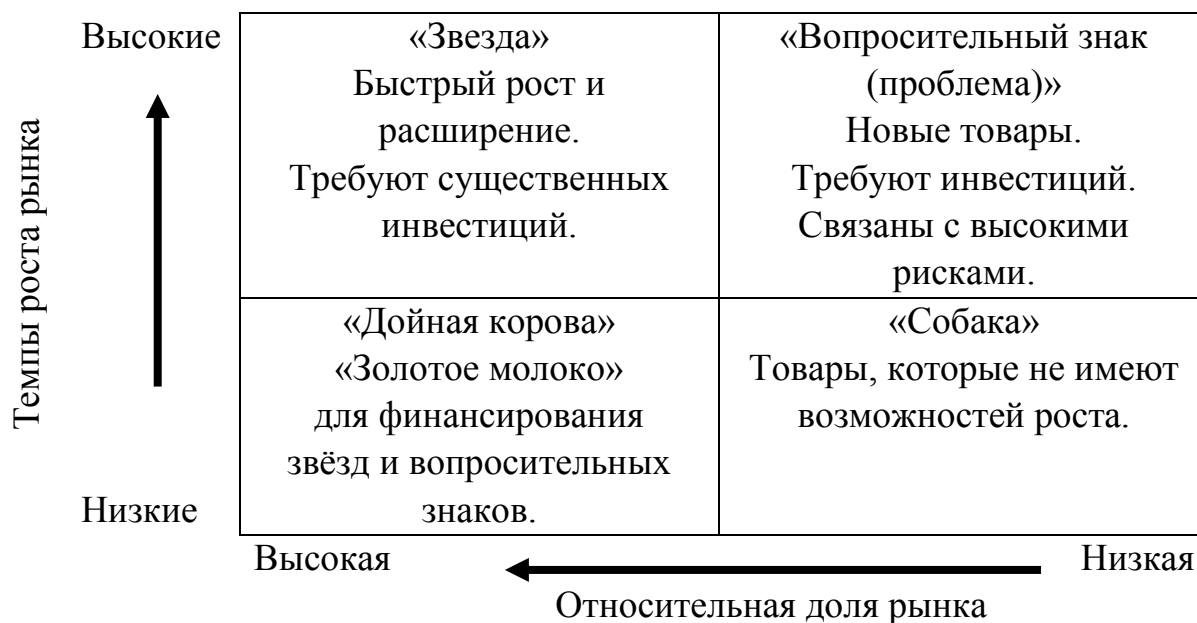 Темпы роста рынка
Высокие
«Звезда»
Быстрый рост и
расширение.
Требуют существенных
инвестиций.
«Вопросительный знак
(проблема)»
Новые товары.
Требуют инвестиций.
Связаны с высокими
рисками.
«Дойная корова»
«Золотое молоко»
для финансирования
звёзд и вопросительных
знаков.
«Собака»
Товары, которые не имеют
возможностей роста.
Низкие
Высокая
Низкая
Относительная доля рынка